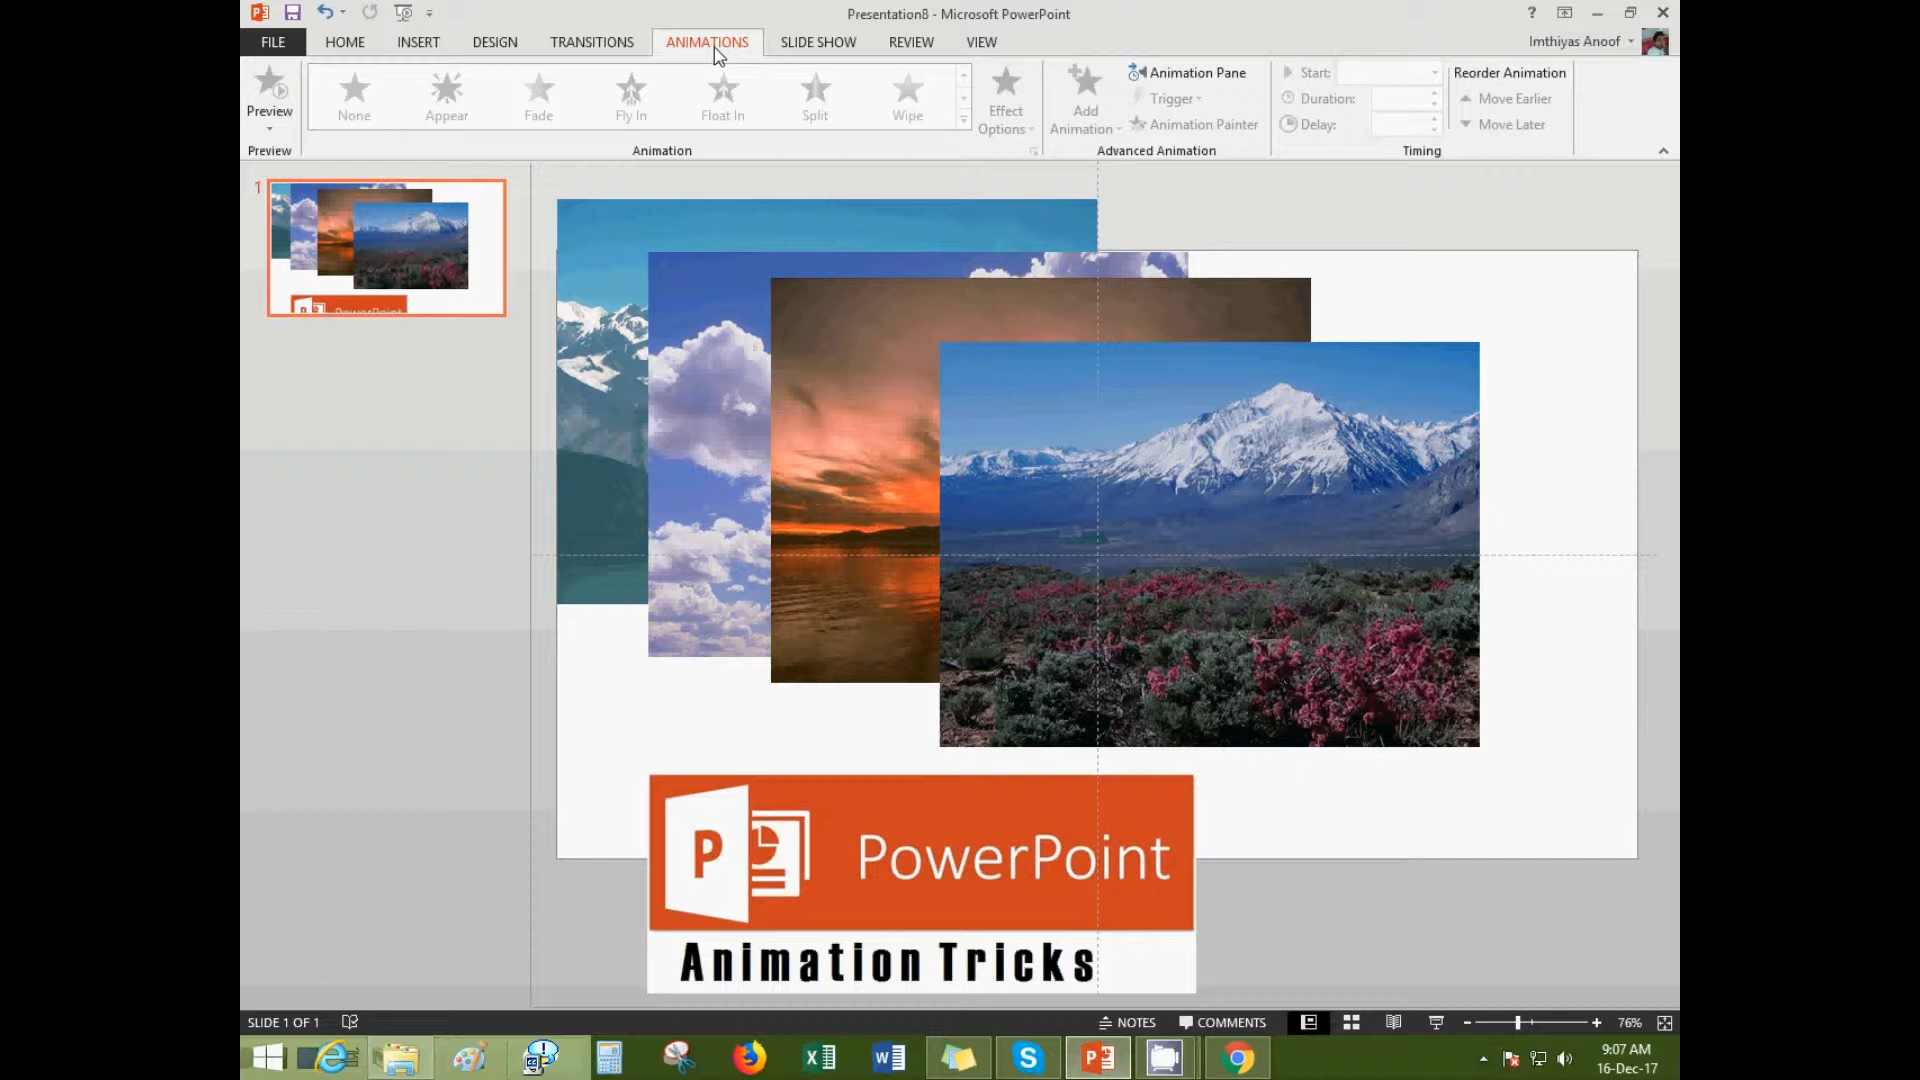 Presentation8 - Microsoft PowerPoint
?
FILE HOME INSERT DESIGN TRANSITIONS ANIMATIONS SLIDE SHOW REVIEW VIEW
Imthiyas Anoof
Preview
None
Appear
Fade
Fly In
Float In
Split
Wipe
Effect
Options
Add
Animation
Animation Pane
Trigger
Animation Painter
Start:
Duration:
Delay:
Reorder Animation
Move Earlier
Move Later
Preview
Animation
Advanced Animation
Timing
1
PowerPoint
P
PowerPoint
Animation Tricks
SLIDE 1 OF 1
NOTES
COMMENTS
76%
9:07 AM
16-Dec-17